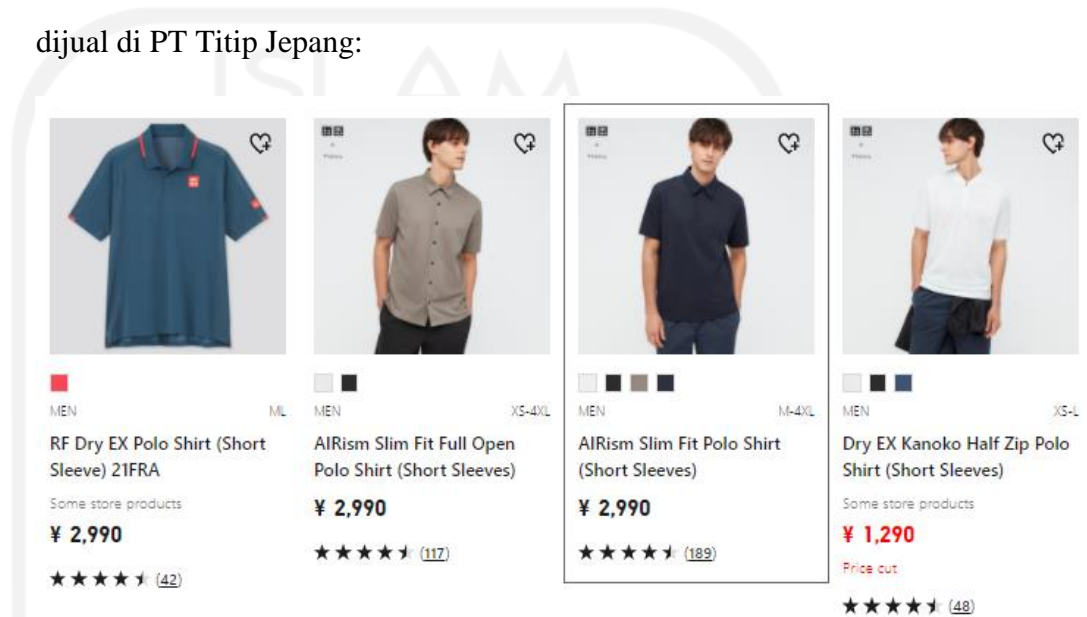 dijual di PT Titip Jepang:
ISLAM
MEN ML
RF Dry EX Polo Shirt (Short
Sleeve) 21FRA
Some store products
¥ 2,990
(42)
MEN XS-4XL
AIRism Slim Fit Full Open
Polo Shirt (Short Sleeves)
¥ 2,990
(117)
MEN M-4XL
AIRism Slim Fit Polo Shirt
(Short Sleeves)
¥ 2,990
(189)
MEN XS-L
Dry EX Kanoko Half Zip Polo
Shirt (Short Sleeves)
Some store products
¥ 1,290
Price cut
(48)